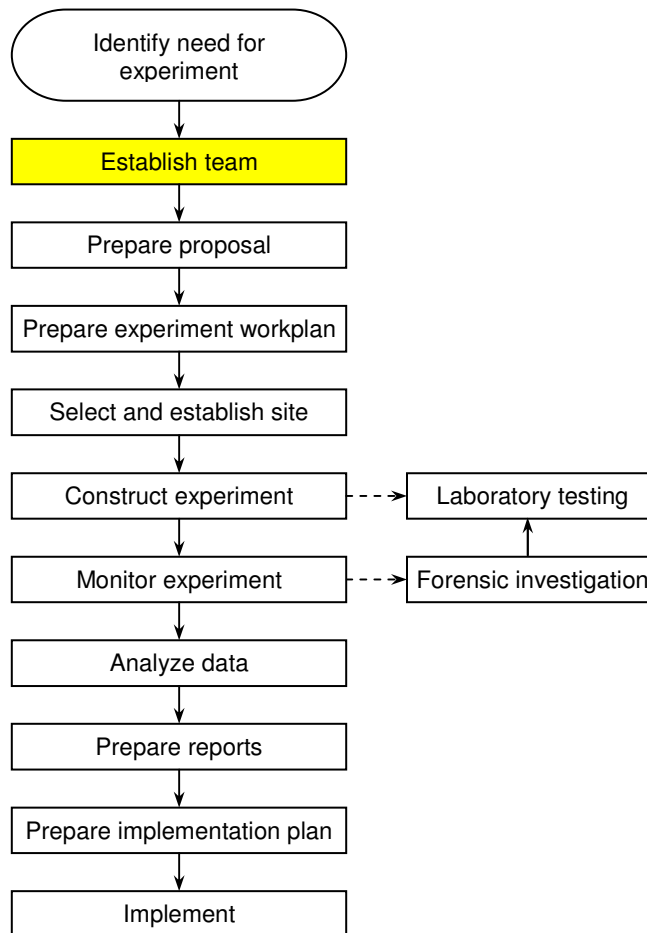 Identify need for
experiment
Establish team
Prepare proposal
Prepare experiment workplan
Select and establish site
Construct experiment
Laboratory testing
Monitor experiment
Forensic investigation
Analyze data
Prepare reports
Prepare implementation plan
Implement